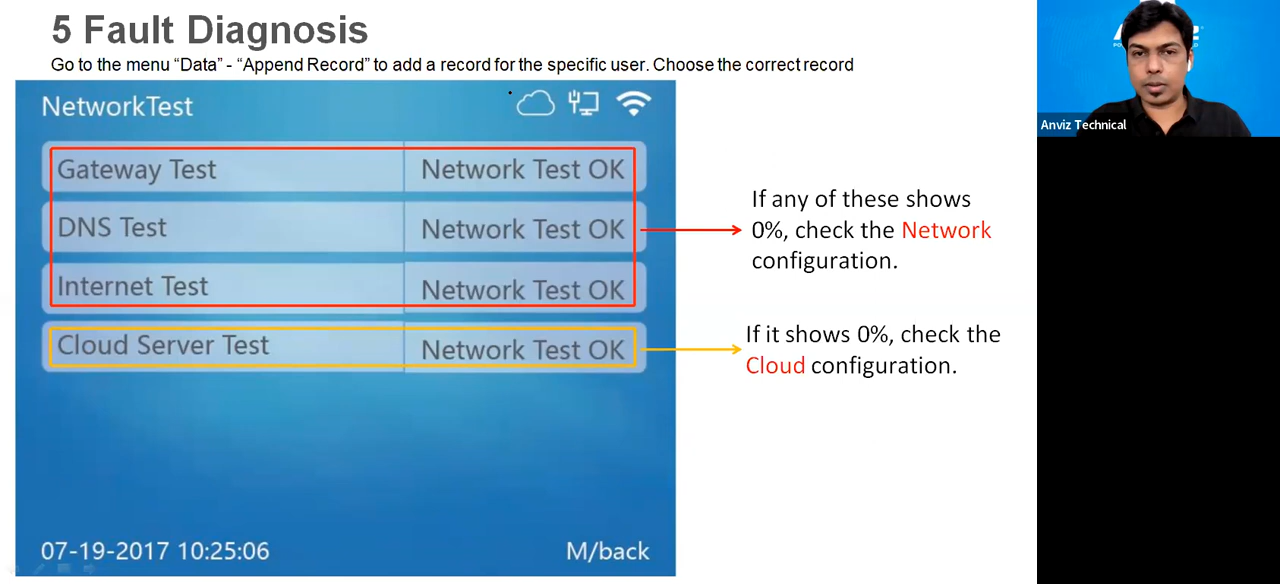 5 Fault Diagnosis
Go to the menu “Data” - “Append Record” to add a record for the specific user. Choose the correct record
NetworkTest
Gateway Test Network Test OK
DNS Test Network Test OK
Internet Test Network Test OK
Cloud Server Test Network Test OK
07-19-2017 10:25:06 M/back
If any of these shows
0%, check the Network
configuration.
If it shows 0%, check the
Cloud configuration.
Anviz Technical